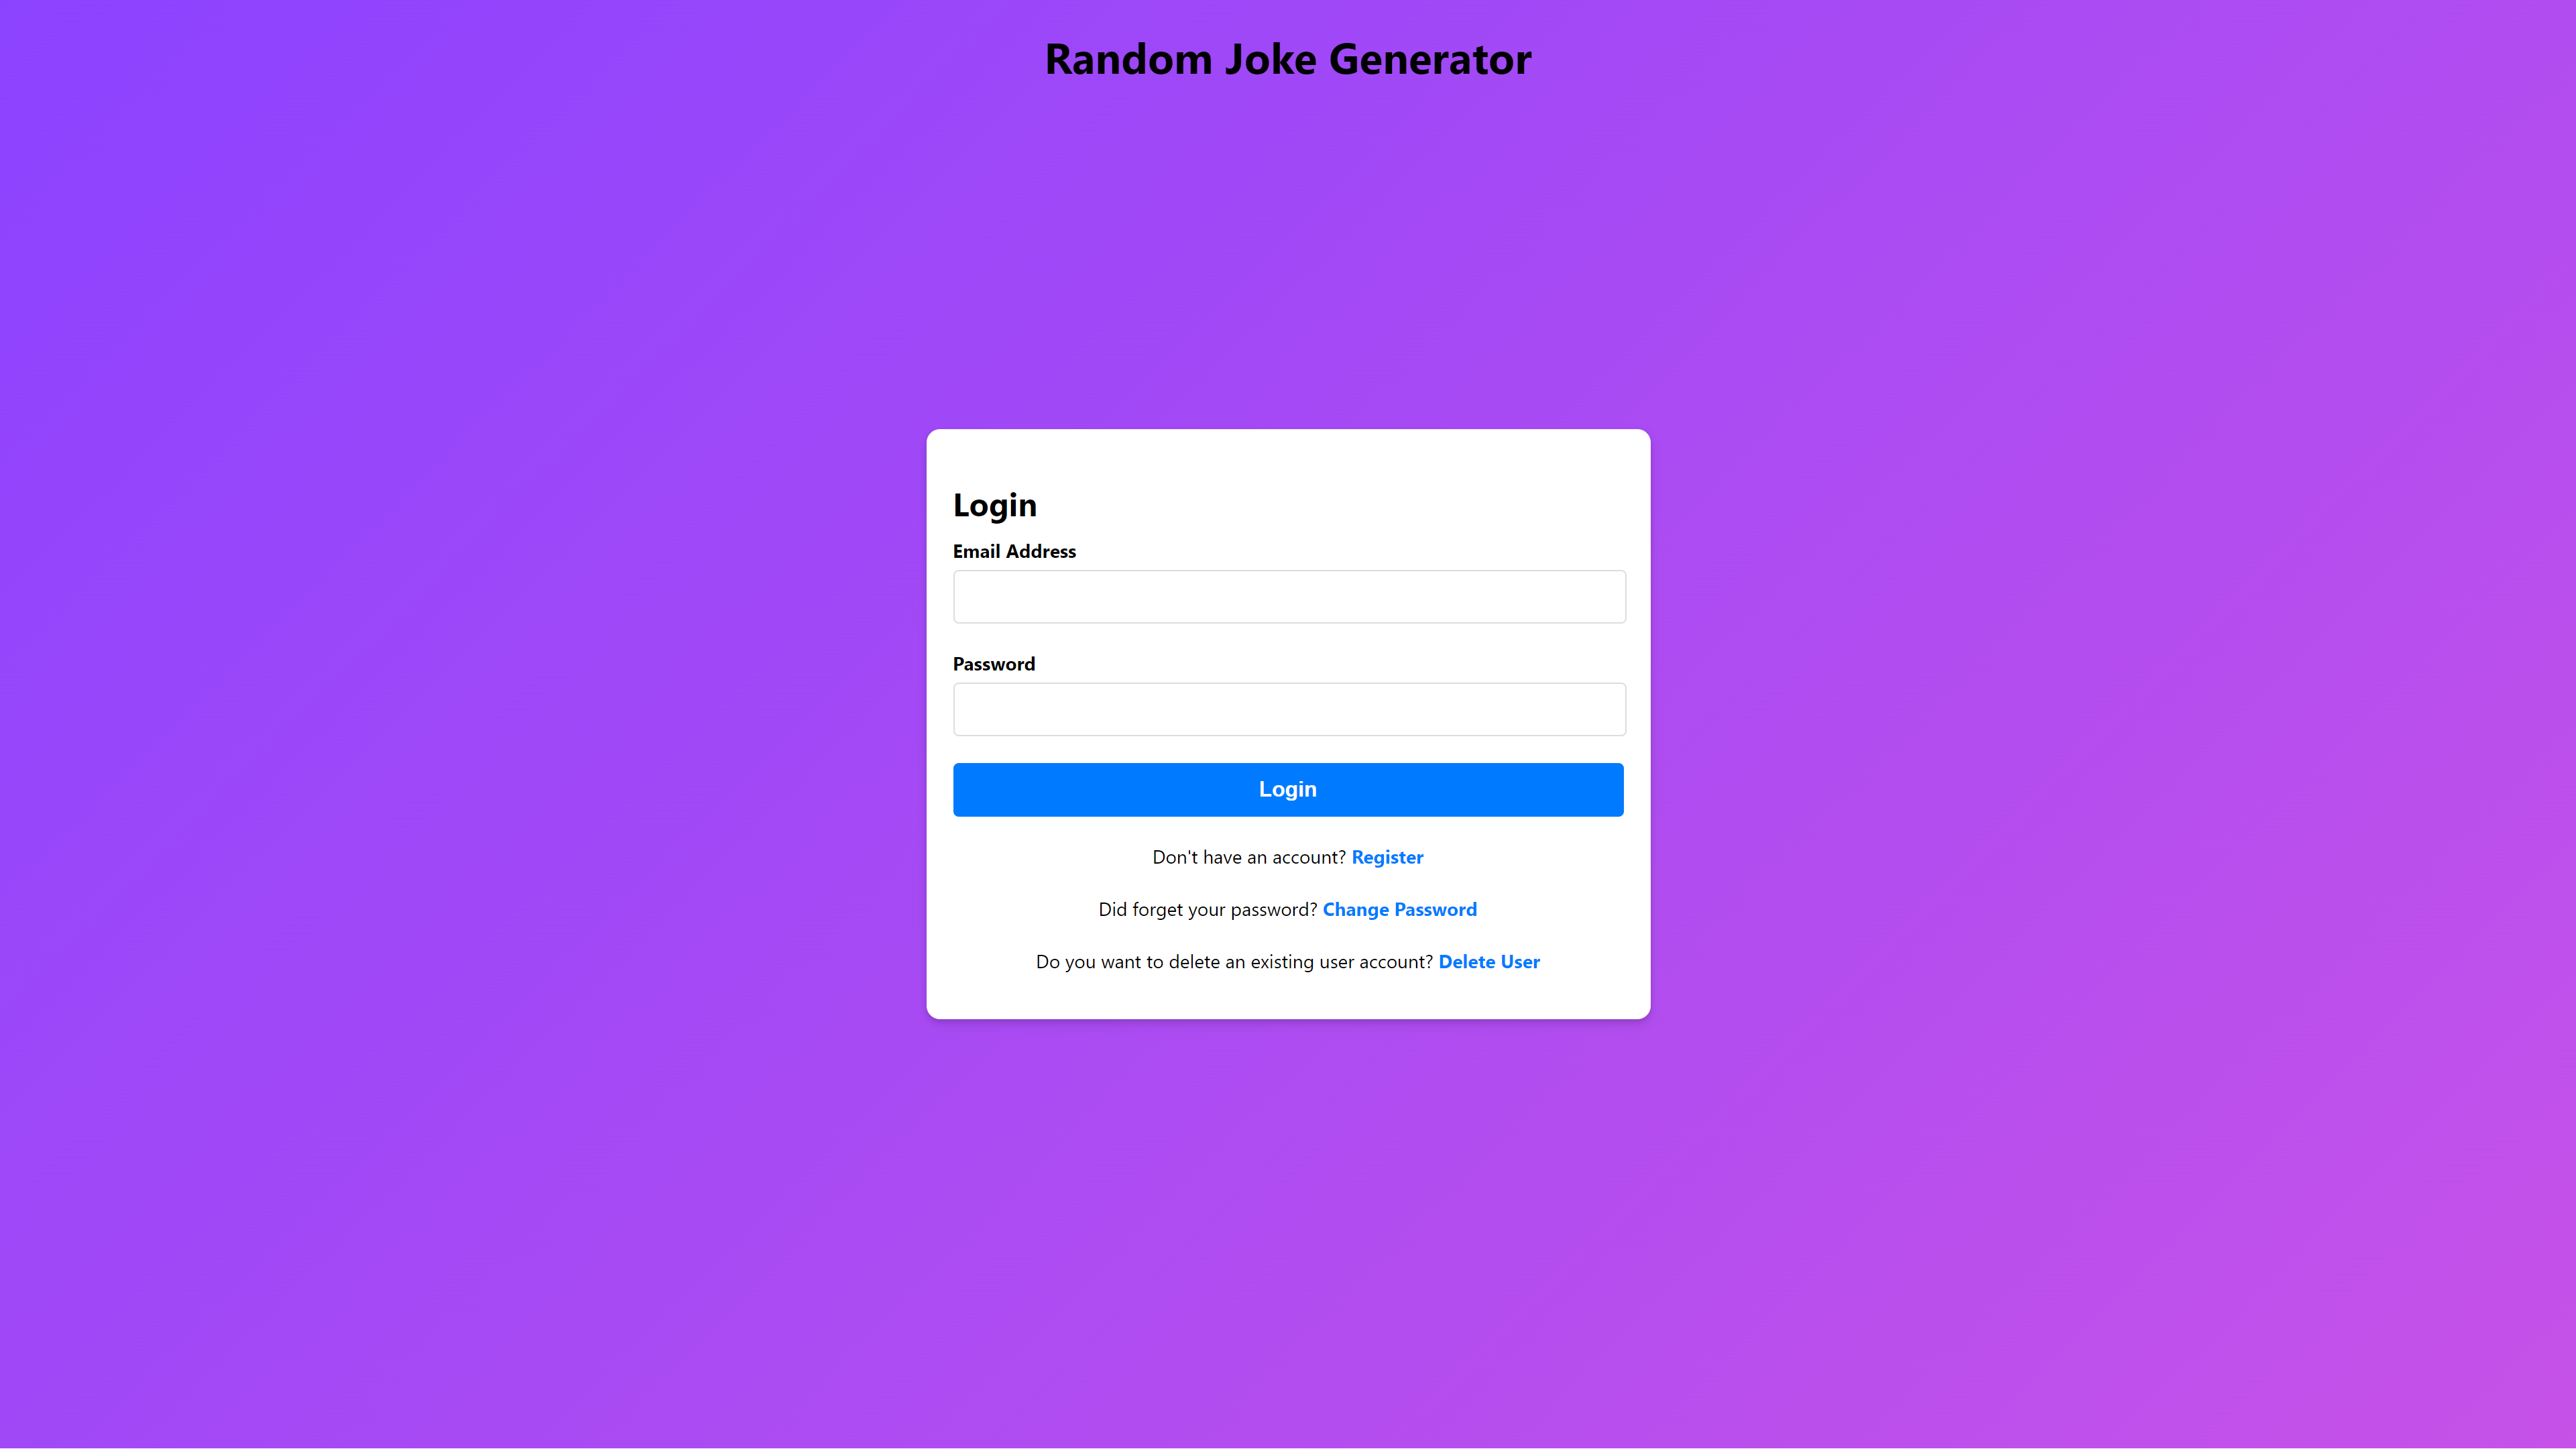 Random Joke Generator
Login
Email Address
Password
Login
Don't have an account? Register
Did forget your password? Change Password
Do you want to delete an existing user account? Delete User